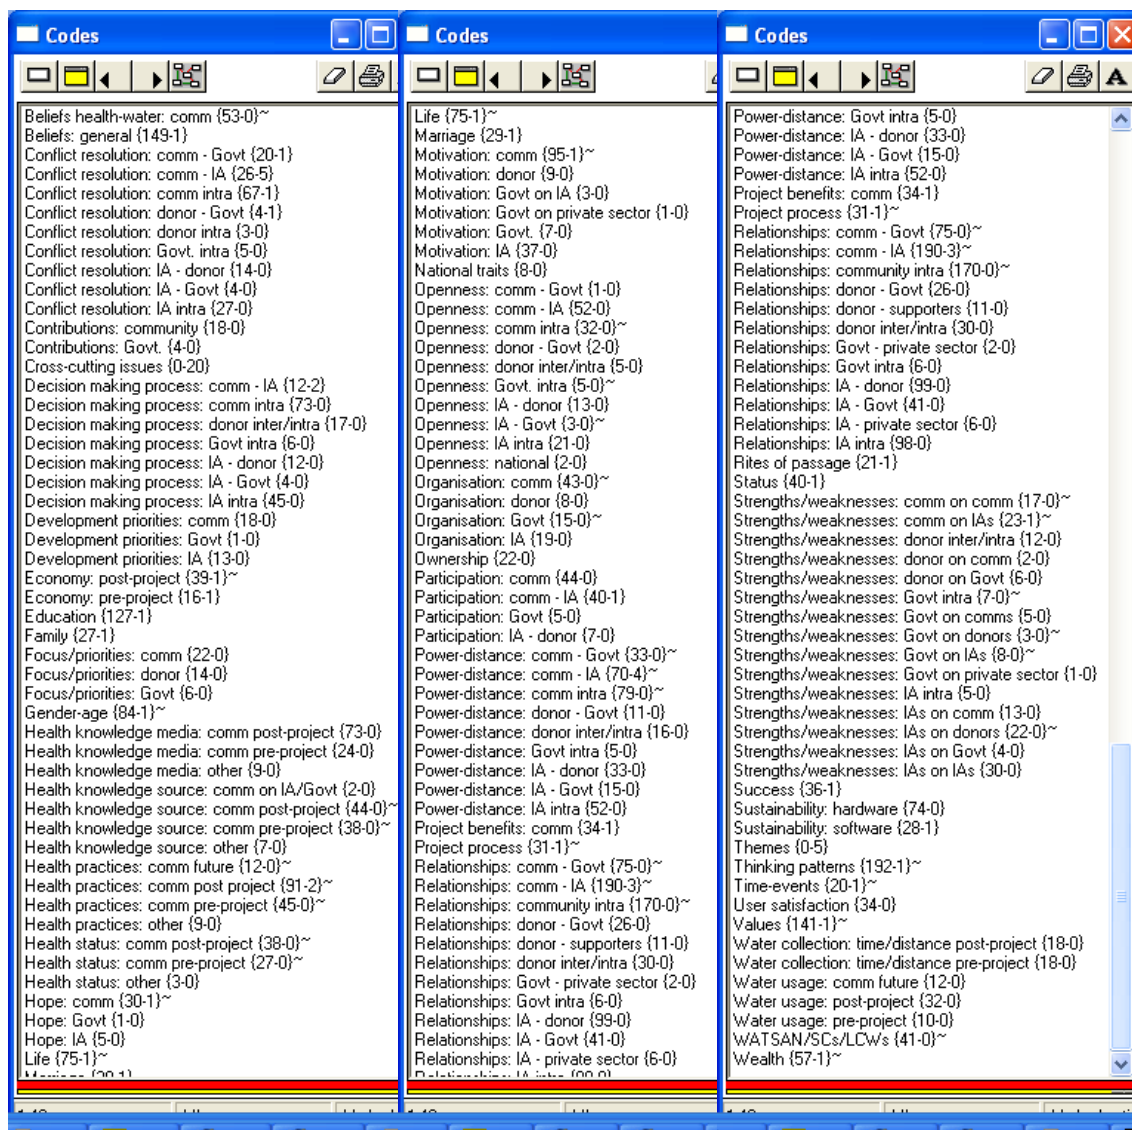 Codes
Beliefs health-water: comm {53-0}~
Beliefs: general {149-1}
Conflict resolution: comm - Govt {20-1}
Conflict resolution: comm - IA {26-5}
Conflict resolution: comm intra {67-1}
Conflict resolution: donor - Govt {4-1}
Conflict resolution: donor intra {3-0}
Conflict resolution: Govt. intra {5-0}
Conflict resolution: IA - donor {14-0}
Conflict resolution: IA - Govt {4-0}
Conflict resolution: IA intra {27-0}
Contributions: community {18-0}
Contributions: Govt. {4-0}
Cross-cutting issues {0-20}
Decision making process: comm - IA {12-2}
Decision making process: comm intra {73-0}
Decision making process: donor inter/intra {17-0}
Decision making process: Govt intra {6-0}
Decision making process: IA - donor {12-0}
Decision making process: IA - Govt {4-0}
Decision making process: IA intra {45-0}
Development priorities: comm {18-0}
Development priorities: Govt {1-0}
Development priorities: IA {13-0}
Economy: post-project {39-1}~
Economy: pre-project {16-1}
Education {127-1}
Family {27-1}
Focus/priorities: comm {22-0}
Focus/priorities: donor {14-0}
Focus/priorities: Govt {6-0}
Gender-age {84-1}~
Health knowledge media: comm post-project {73-0}
Health knowledge media: comm pre-project {24-0}
Health knowledge media: other {9-0}
Health knowledge source: comm on IA/Govt {2-0}
Health knowledge source: comm post-project {44-0}~
Health knowledge source: comm pre-project {38-0}~
Health knowledge source: other {7-0}
Health practices: comm future {12-0}~
Health practices: comm post project {91-2}~
Health practices: comm pre-project {45-0}~
Health practices: other {9-0}
Health status: comm post-project {38-0}~
Health status: comm pre-project {27-0}~
Health status: other {3-0}
Hope: comm {30-1}~
Hope: Govt {1-0}
Hope: IA {5-0}
Life {75-1}~
Codes
Life {75-1}~
Marriage {29-1}
Motivation: comm {95-1}~
Motivation: donor {9-0}
Motivation: Govt on IA {3-0}
Motivation: Govt on private sector {1-0}
Motivation: Govt. {7-0}
Motivation: IA {37-0}
National traits {8-0}
Openness: comm - Govt {1-0}
Openness: comm - IA {52-0}
Openness: comm intra {32-0}~
Openness: donor - Govt {2-0}
Openness: donor inter/intra {5-0}
Openness: Govt. intra {5-0}~
Openness: IA - donor {13-0}
Openness: IA - Govt {3-0}~
Openness: IA intra {21-0}
Openness: national {2-0}
Organisation: comm {43-0}~
Organisation: donor {8-0}
Organisation: Govt {15-0}~
Organisation: IA {19-0}
Ownership {22-0}
Participation: comm {44-0}
Participation: comm - IA {40-1}
Participation: Govt {5-0}
Participation: IA - donor {7-0}
Power-distance: comm - Govt {33-0}~
Power-distance: comm - IA {70-4}~
Power-distance: comm intra {79-0}~
Power-distance: donor - Govt {11-0}
Power-distance: donor inter/intra {16-0}
Power-distance: Govt intra {5-0}
Power-distance: IA - donor {33-0}
Power-distance: IA - Govt {15-0}
Power-distance: IA intra {52-0}
Project benefits: comm {34-1}
Project process {31-1}~
Relationships: comm - Govt {75-0}~
Relationships: comm - IA {190-3}~
Relationships: community intra {170-0}~
Relationships: donor - Govt {26-0}
Relationships: donor - supporters {11-0}
Relationships: donor inter/intra {30-0}
Relationships: Govt - private sector {2-0}
Relationships: Govt intra {6-0}
Relationships: IA - donor {99-0}
Relationships: IA - Govt {41-0}
Relationships: IA - private sector {6-0}
Codes
A
Power-distance: Govt intra {5-0}
Power-distance: IA - donor {33-0}
Power-distance: IA - Govt {15-0}
Power-distance: IA intra {52-0}
Project benefits: comm {34-1}
Project process {31-1}~
Relationships: comm - Govt {75-0}~
Relationships: comm - IA {190-3}~
Relationships: community intra {170-0}~
Relationships: donor - Govt {26-0}
Relationships: donor - supporters {11-0}
Relationships: donor inter/intra {30-0}
Relationships: Govt - private sector {2-0}
Relationships: Govt intra {6-0}
Relationships: IA - donor {99-0}
Relationships: IA - Govt {41-0}
Relationships: IA - private sector {6-0}
Relationships: IA intra {98-0}
Rites of passage {21-1}
Status {40-1}
Strengths/weaknesses: comm on comm {17-0}~
Strengths/weaknesses: comm on IAs {23-1}~
Strengths/weaknesses: donor inter/intra {12-0}
Strengths/weaknesses: donor on comm {2-0}
Strengths/weaknesses: donor on Govt {6-0}
Strengths/weaknesses: Govt intra {7-0}~
Strengths/weaknesses: Govt on comms {5-0}
Strengths/weaknesses: Govt on donors {3-0}~
Strengths/weaknesses: Govt on IAs {8-0}~
Strengths/weaknesses: Govt on private sector {1-0}
Strengths/weaknesses: IA intra {5-0}
Strengths/weaknesses: IAs on comm {13-0}
Strengths/weaknesses: IAs on donors {22-0}~
Strengths/weaknesses: IAs on Govt {4-0}
Strengths/weaknesses: IAs on IAs {30-0}
Success {36-1}
Sustainability: hardware {74-0}
Sustainability: software {28-1}
Themes {0-5}
Thinking patterns {192-1}~
Time-events {20-1}~
User satisfaction {34-0}
Values {141-1}~
Water collection: time/distance post-project {18-0}
Water collection: time/distance pre-project {18-0}
Water usage: comm future {12-0}
Water usage: post-project {32-0}
Water usage: pre-project {10-0}
WATSAN/SCs/LCWs {41-0}~
Wealth {57-1}~